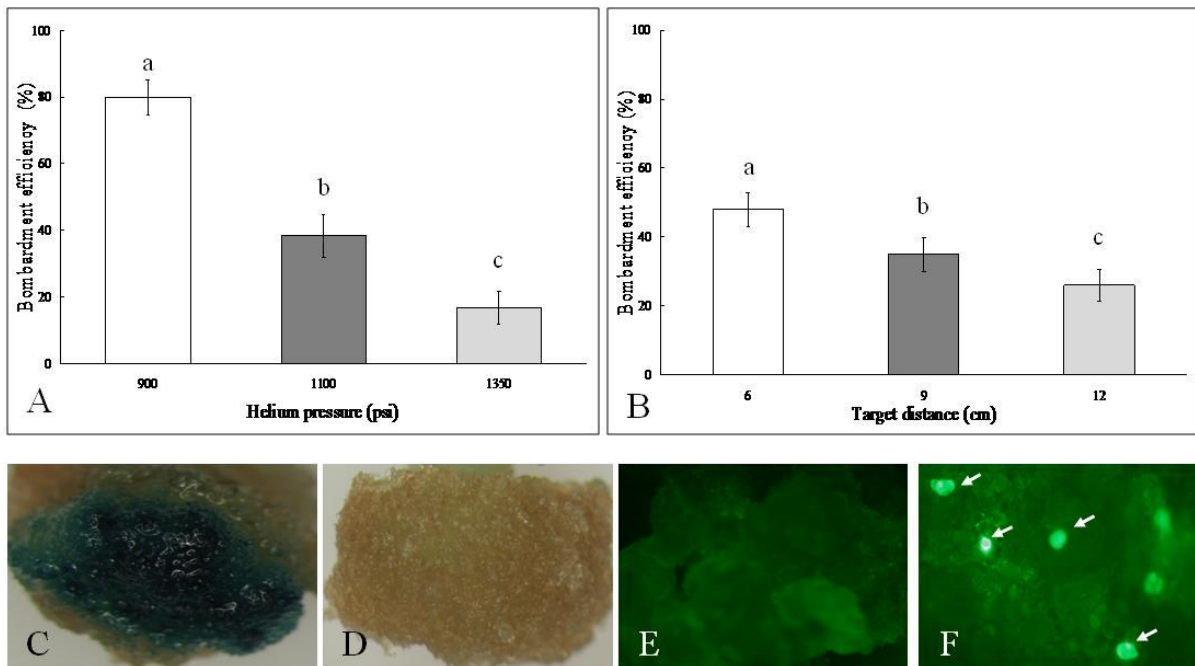 Bombardment efficiency (%)
100
80
60
40
20
0
a
b
c
900
1100
1350
Helium pressure (psi)
A
Bombardment efficiency (%)
100
80
60
40
20
0
a
b
c
6
9
12
Target distance (cm)
B
C
D
E
F